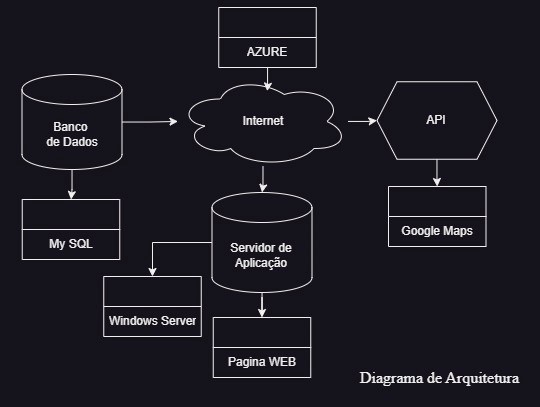 AZURE
Banco
de Dados
Internet
API
My SQL
Google Maps
Servidor de
Aplicação
Windows Server
Pagina WEB
Diagrama de Arquitetura